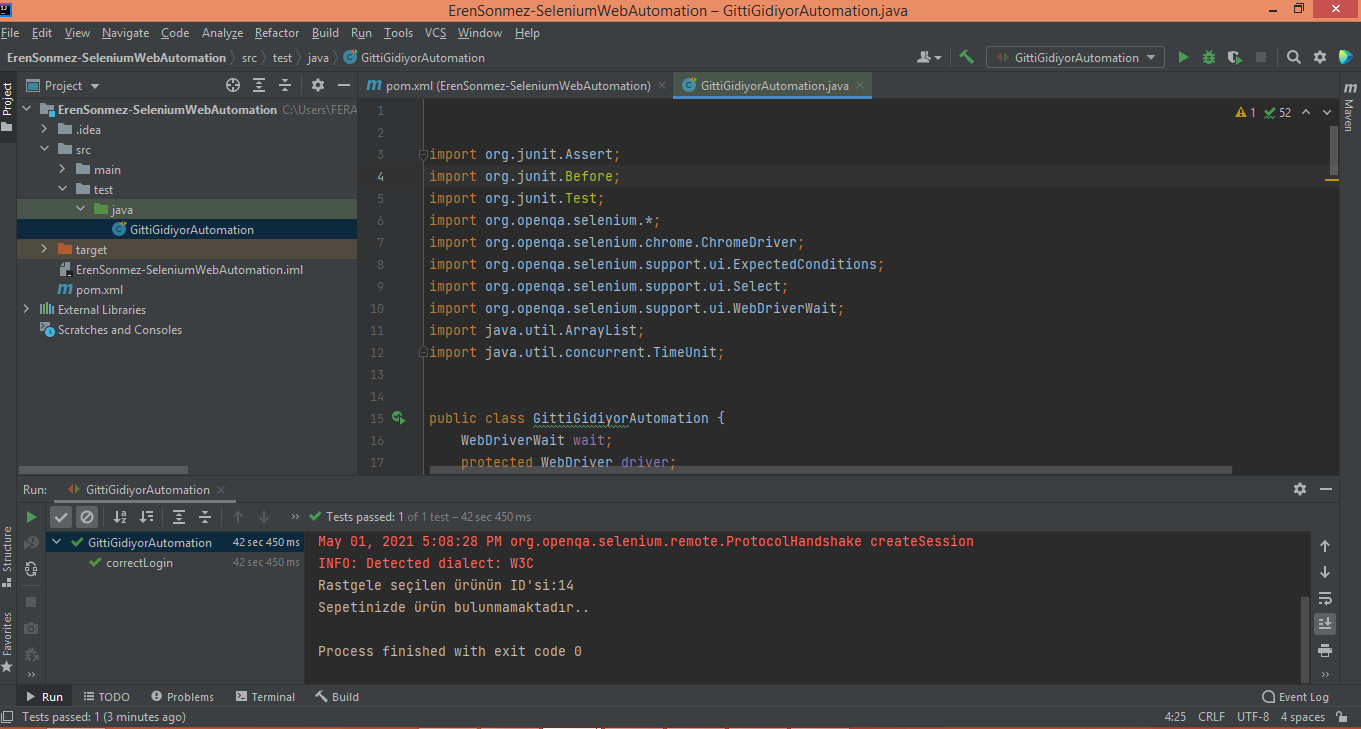 ErenSonmez-SeleniumWebAutomation – GittiGidiyorAutomation.java
File Edit View Navigate Code Analyze Refactor Build Run Tools VCS Window Help
ErenSonmez-SeleniumWebAutomation src test java GittiGidiyorAutomation
GittiGidiyorAutomation
Project
Project
pom.xml (ErenSonmez-SeleniumWebAutomation)
GittiGidiyorAutomation.java
Maven
ErenSonmez-SeleniumWebAutomation C:\Users\FERA
.idea
src
main
test
java
GittiGidiyorAutomation
target
ErenSonmez-SeleniumWebAutomation.iml
pom.xml
External Libraries
Scratches and Consoles
1 52
1
2
3 import org.junit.Assert;
4 import org.junit.Before;
5 import org.junit.Test;
6 import org.openqa.selenium.*;
7 import org.openqa.selenium.chrome.ChromeDriver;
8 import org.openqa.selenium.support.ui.ExpectedConditions;
9 import org.openqa.selenium.support.ui.Select;
10 import org.openqa.selenium.support.ui.WebDriverWait;
11 import java.util.ArrayList;
12 import java.util.concurrent.TimeUnit;
13
14
15 public class GittiGidiyorAutomation {
16 WebDriverWait wait;
17 protected WebDriver driver;
Run: GittiGidiyorAutomation
Tests passed: 1 of 1 test – 42 sec 450 ms
GittiGidiyorAutomation 42 sec 450 ms
correctLogin 42 sec 450 ms
May 01, 2021 5:08:28 PM org.openqa.selenium.remote.ProtocolHandshake createSession
INFO: Detected dialect: W3C
Rastgele seçilen ürünün ID'si:14
Sepetinizde ürün bulunmamaktadır..
Process finished with exit code 0
Structure
Favorites
Run TODO Problems Terminal Build Event Log
Tests passed: 1 (3 minutes ago) 4:25 CRLF UTF-8 4 spaces